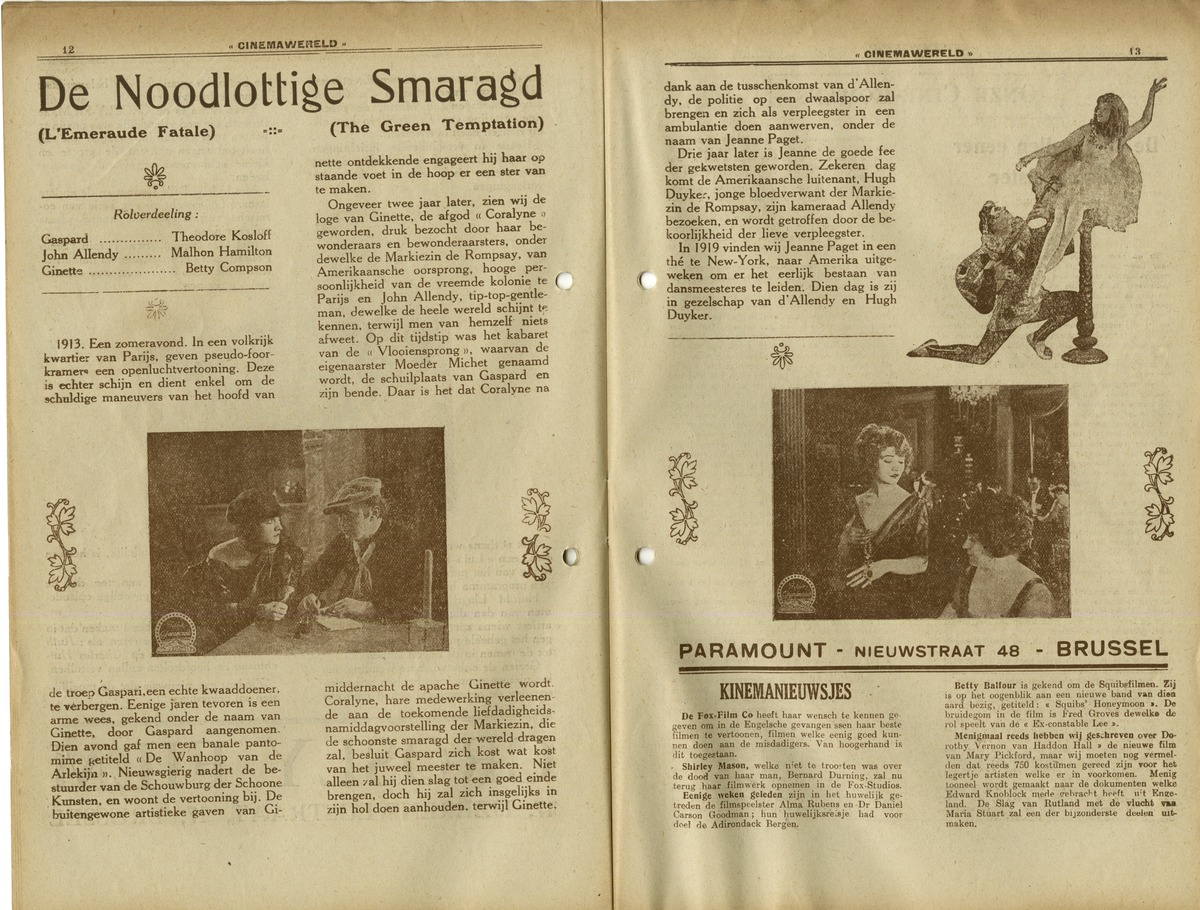 12
« CINEMAWERELD »
De Noodlottige Smaragd
(L'Emeraude Fatale) -::- (The Green Temptation)
Rolverdeeling :
Gaspard ............... Theodore Kosloff
John Allendy ......... Malhon Hamilton
Ginette ..................... Betty Compson
1913. Een zomeravond. In een volkrijk
kwartier van Parijs, geven pseudo-foor-
kramers een openluchtvertooning. Deze
is echter schijn en dient enkel om de
schuldige maneuvers van het hoofd van
de troep Gaspari, een echte kwaaddoener,
te verbergen. Eenige jaren tevoren is een
arme wees, gekend onder de naam van
Ginette, door Gaspard aangenomen.
Dien avond gaf men een banale panto-
mime getiteld « De Wanhoop van de
Arlekijn ». Nieuwsgierig nadert de be-
stuurder van de Schouwburg der Schoone
Kunsten, en woont de vertooning bij. De
buitengewone artistieke gaven van Gi-
nette ontdekkende engageert hij haar op
staande voet in de hoop er een ster van
te maken.
Ongeveer twee jaar later, zien wij de
loge van Ginette, de afgod « Coralyne »
geworden, druk bezocht door haar be-
wonderaars en bewonderaarsters, onder
dewelke de Markiezin de Rompsay, van
Amerikaansche oorsprong, hooge per-
soonlijkheid van de vreemde kolonie te
Parijs en John Allendy, tip-top-gentle-
man, dewelke de heele wereld schijnt te
kennen, terwijl men van hemzelf niets
afweet. Op dit tijdstip was het kabaret
van de « Vlooiensprong », waarvan de
eigenaarster Moeder Michet genaamd
wordt, de schuilplaats van Gaspard en
zijn bende. Daar is het dat Coralyne na
middernacht de apache Ginette wordt.
Coralyne, hare medewerking verleenen-
de aan de toekomende liefdadigheids-
namiddagvoorstelling der Markiezin, die
de schoonste smaragd der wereld dragen
zal, besluit Gaspard zich kost wat kost
van het juweel meester te maken. Niet
alleen zal hij dien slag tot een goed einde
brengen, doch hij zal zich insgelijks in
zijn hol doen aanhouden, terwijl Ginette,
« CINEMAWERELD »
13
dank aan de tusschenkomst van d'Allen-
dy, de politie op een dwaalspoor zal
brengen en zich als verpleegster in een
ambulantie doen aanwerven, onder de
naam van Jeanne Paget.
Drie jaar later is Jeanne de goede fee
der gekwetsten geworden. Zekeren dag
komt de Amerikaansche luitenant, Hugh
Duyker, jonge bloedverwant der Markie-
zin de Rompsay, zijn kameraad Allendy
bezoeken, en wordt getroffen door de be-
koorlijkheid der lieve verpleegster.
In 1919 vinden wij Jeanne Paget in een
thé te New-York, naar Amerika uitge-
weken om er het eerlijk bestaan van
dansmeesteres te leiden. Dien dag is zij
in gezelschap van d'Allendy en Hugh
Duyker.
PARAMOUNT - NIEUWSTRAAT 48 - BRUSSEL
KINEMANIEUWSJES
De Fox-Film Co heeft haar wensch te kennen ge-
geven om in de Engelsche gevangenissen haar beste
filmen te vertoonen, filmen welke eenig goed kun-
nen doen aan de misdadigers. Van hoogerhand is
dit toegestaan.
Shirley Mason, welke niet te troosten was over
de dood van haar man, Bernard Durning, zal nu
terug haar filmwerk opnemen in de Fox-Studios.
Eenige weken geleden zijn in het huwelijk ge-
treden de filmspeelster Alma Rubens en Dr Daniel
Carson Goodman ; hun huwelijksreisje had voor
doel de Adirondack Bergen.
Betty Balfour is gekend om de Squibsfilmen. Zij
is op het oogenblik aan een nieuwe band van dien
aard bezig, getiteld : « Squibs' Honeymoon ». De
bruidegom in de film is Fred Groves dewelke de
rol speelt van de « Ex-constable Lee ».
Menigmaal reeds hebben wij geschreven over Do-
rothy Vernon van Haddon Hall » de nieuwe film
van Mary Pickford, maar wij moeten nog vermel-
den dat reeds 750 kostumen gereed zijn voor het
legertje artisten welke er in voorkomen. Menig
tooneel wordt gemaakt naar de dokumenten welke
Edward Knoblock mede gebracht heeft uit Enge-
land. De Slag van Rutland met de vlucht van
Maria Stuart zal een der bijzonderste deelen uit-
maken.